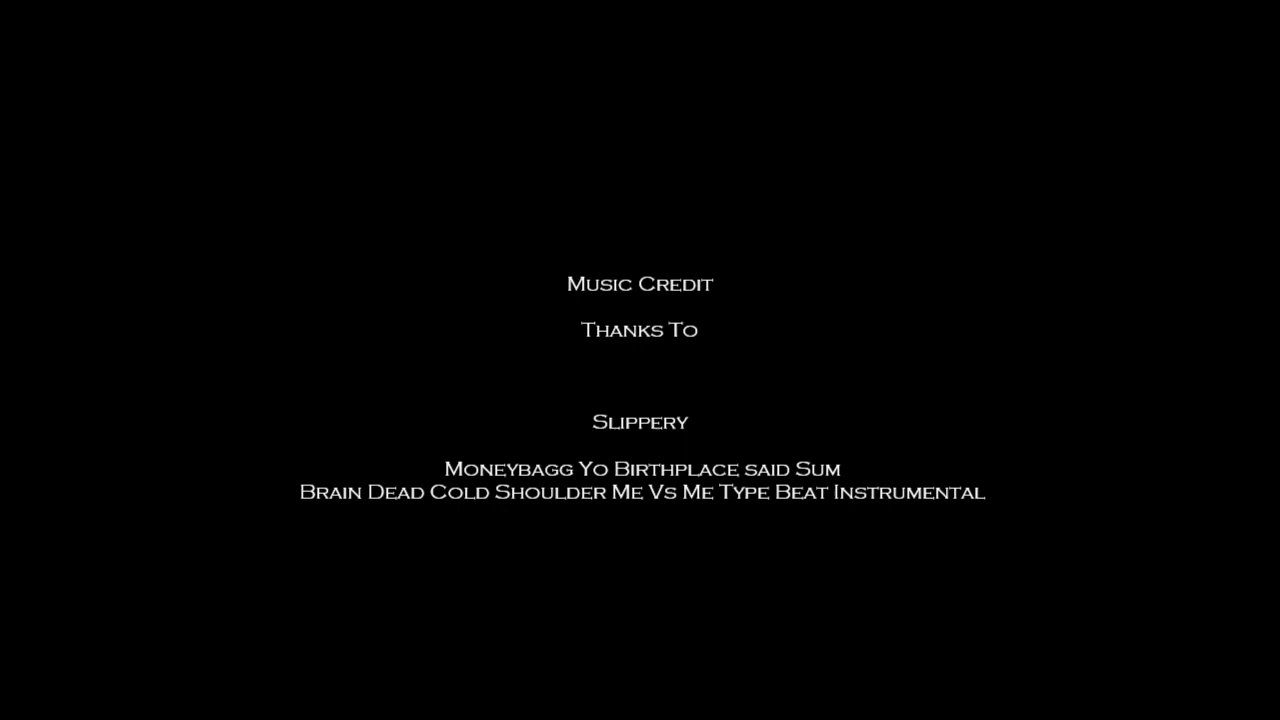 Music Credit
Thanks To
Slippery
Moneybagg Yo Birthplace said Sum
Brain Dead Cold Shoulder Me Vs Me Type Beat Instrumental